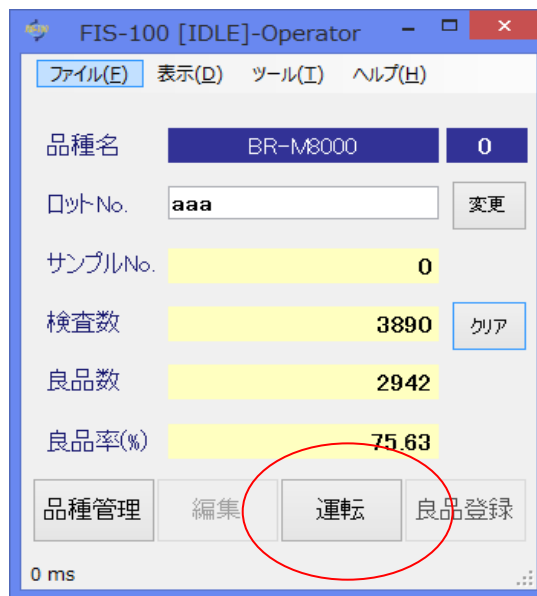 FIS-100 [IDLE]-Operator
ファイル(F) 表示(D) ツール(T) ヘルプ(H)
品種名 BR-M8000 0
ロットNo. aaa 変更
サンプルNo. 0
検査数 3890 クリア
良品数 2942
良品率(%) 75.63
品種管理 編集 運転 良品登録
0 ms